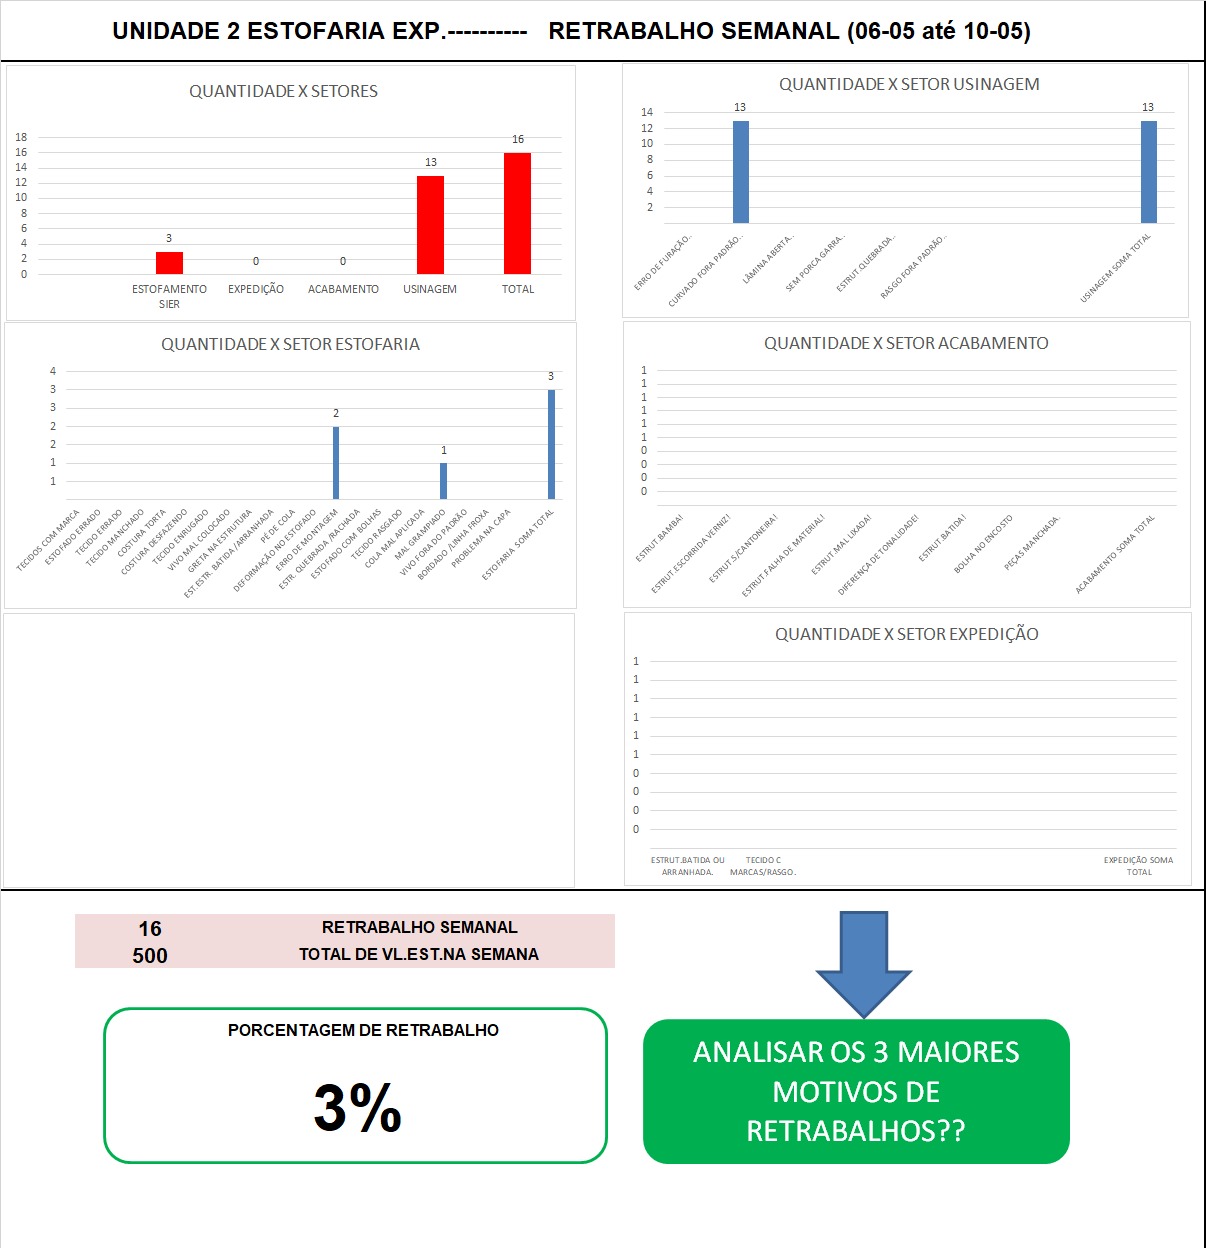 UNIDADE 2 ESTOFARIA EXP.---------- RETRABALHO SEMANAL (06-05 até 10-05)
QUANTIDADE X SETORES
18
16
14
12
10
8
6
4
2
0
3
0
0
13
16
ESTOFAMENTO SIER
EXPEDIÇÃO
ACABAMENTO
USINAGEM
TOTAL
QUANTIDADE X SETOR USINAGEM
14
12
10
8
6
4
2
13
13
ERRO DE FURAÇÃO..
CURVADO FORA PADRÃO..
LÂMINA ABERTA..
SEM PORCA GARRA..
ESTRUT.QUEBRADA..
RASGO FORA PADRÃO..
USINAGEM SOMA TOTAL
QUANTIDADE X SETOR ESTOFARIA
4
3
3
2
2
1
1
2
1
3
TECIDOS COM MARCA
ESTOFADO ERRADO
TECIDO ERRADO
TECIDO MANCHADO
COSTURA TORTA
COSTURA DESFAZENDO
TECIDO ENRUGADO
VIVO MAL COLOCADO
GRETA NA ESTRUTURA
EST.ESTR. BATIDA /ARRANHADA
PÉ DE COLA
DEFORMAÇÃO NO ESTOFADO
ERRO DE MONTAGEM
ESTR. QUEBRADA /RACHADA
ESTOFADO COM BOLHAS
TECIDO RASGADO
COLA MAL APLICADA
MAL GRAMPIADO
VIVO FORA DO PADRÃO
BORDADO /LINHA FROXA
PROBLEMA NA CAPA
ESTOFARIA SOMA TOTAL
QUANTIDADE X SETOR ACABAMENTO
1
1
1
1
1
1
0
0
0
0
ESTRUT.BAMBA!
ESTRUT.ESCORRIDA VERNIZ!
ESTRUT.S/CANTONEIRA!
ESTRUT.FALHA DE MATERIAL!
ESTRUT.MAL LIXADA!
DIFERENÇA DE TONALIDADE!
ESTRUT.BATIDA!
BOLHA NO ENCOSTO
PEÇAS MANCHADA.
ACABAMENTO SOMA TOTAL
QUANTIDADE X SETOR EXPEDIÇÃO
1
1
1
1
1
1
0
0
0
0
ESTRUT.BATIDA OU
ARRANHADA.
TECIDO C
MARCAS/RASGO.
EXPEDIÇÃO SOMA
TOTAL
16 RETRABALHO SEMANAL
500 TOTAL DE VL.EST.NA SEMANA
PORCENTAGEM DE RETRABALHO
3%
ANALISAR OS 3 MAIORES
MOTIVOS DE
RETRABALHOS??